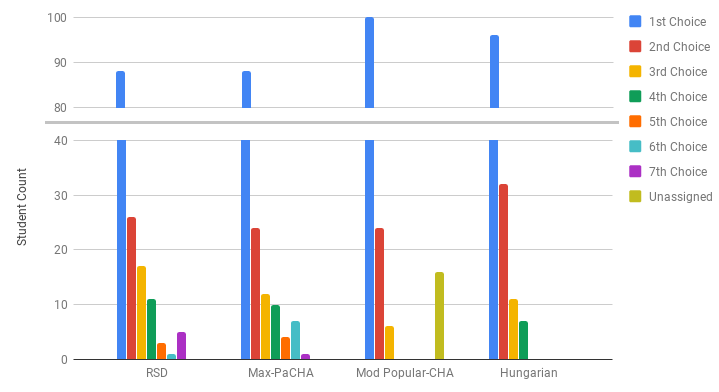 100
90
80
40
30
20
10
0
Student Count
RSD
Max-PaCHA
Mod Popular-CHA
Hungarian
1st Choice
2nd Choice
3rd Choice
4th Choice
5th Choice
6th Choice
7th Choice
Unassigned